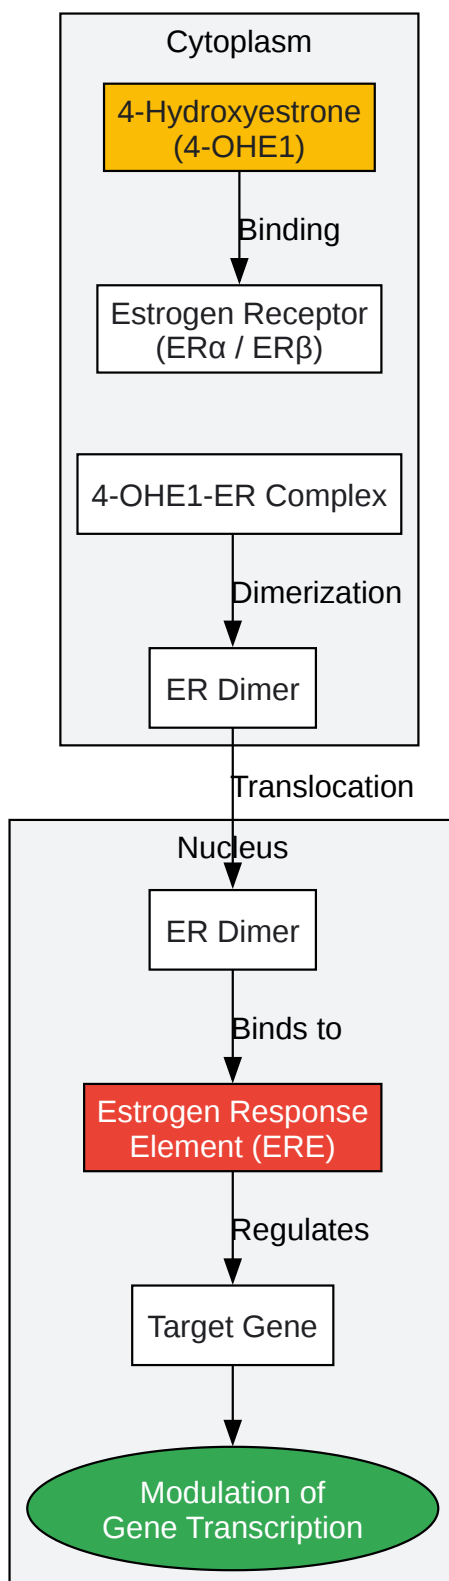 Cytoplasm
4-Hydroxyestrone
(4-OHE1)
Binding
Estrogen Receptor
(ERα / ERβ)
4-OHE1-ER Complex
Dimerization
ER Dimer
Translocation
Nucleus
ER Dimer
Binds to
Estrogen Response
Element (ERE)
Regulates
Target Gene
Modulation of
Gene Transcription